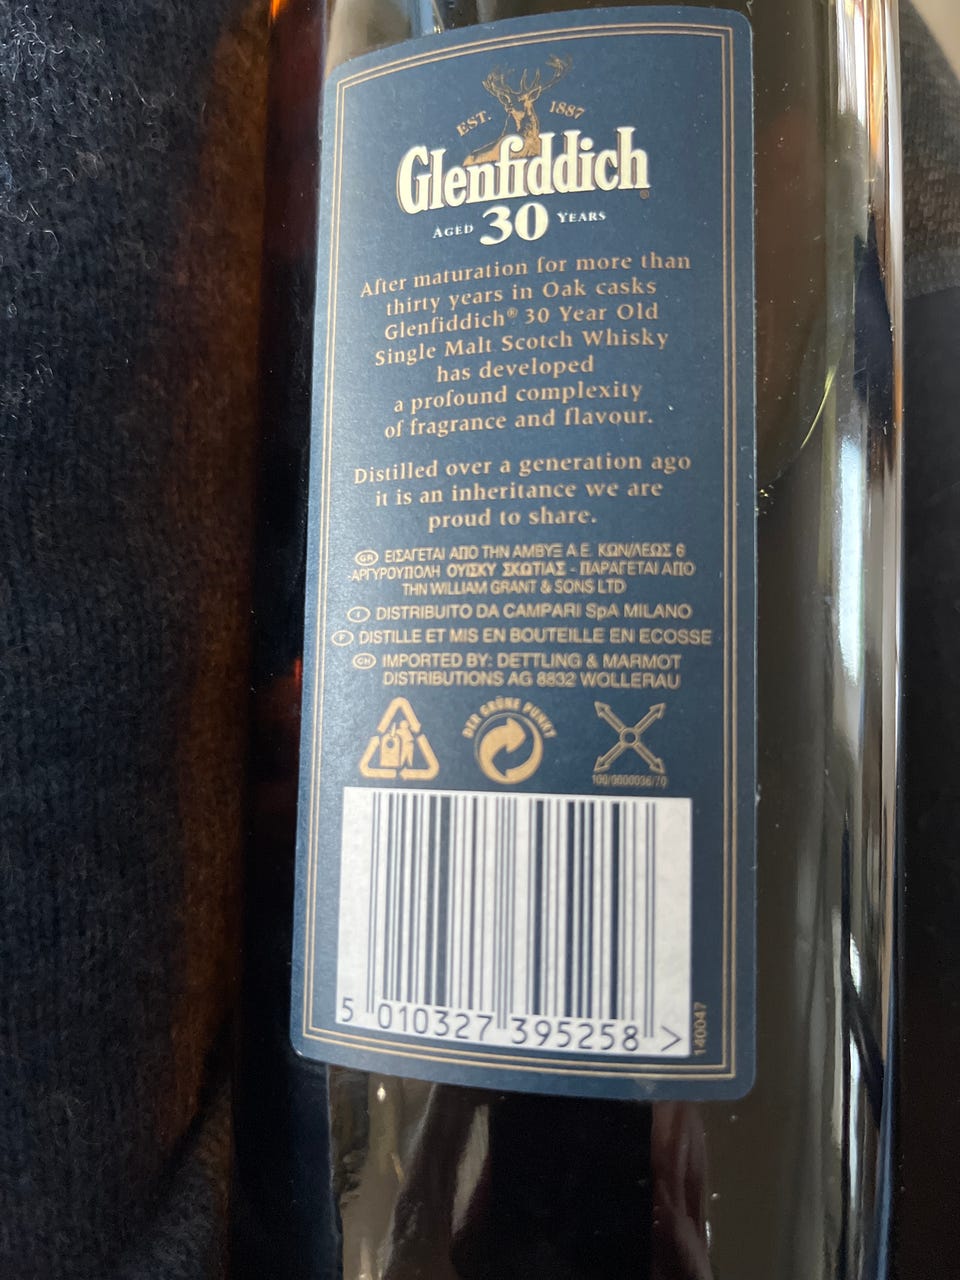 EST. 1887
Glenfiddich®
AGED 30 YEARS
After maturation for more than
thirty years in Oak casks
Glenfiddich® 30 Year Old
Single Malt Scotch Whisky
has developed
a profound complexity
of fragrance and flavour.
Distilled over a generation ago
it is an inheritance we are
proud to share.
GR ΕΙΣΑΓΕΤΑΙ ΑΠΟ ΤΗΝ ΑΜΒΥΞ Α.Ε. ΚΩΝ/ΛΕΩΣ 6
-ΑΡΓΥΡΟΥΠΟΛΗ ΟΥΙΣΚΥ ΣΚΩΤΙΑΣ - ΠΑΡΑΓΕΤΑΙ ΑΠΟ
ΤΗΝ WILLIAM GRANT & SONS LTD
I DISTRIBUITO DA CAMPARI SpA MILANO
F DISTILLE ET MIS EN BOUTEILLE EN ECOSSE
CH IMPORTED BY: DETTLING & MARMOT
DISTRIBUTIONS AG 8832 WOLLERAU
DER GRÜNE PUNKT
100/0000036/70
5 010327 395258 >
140047